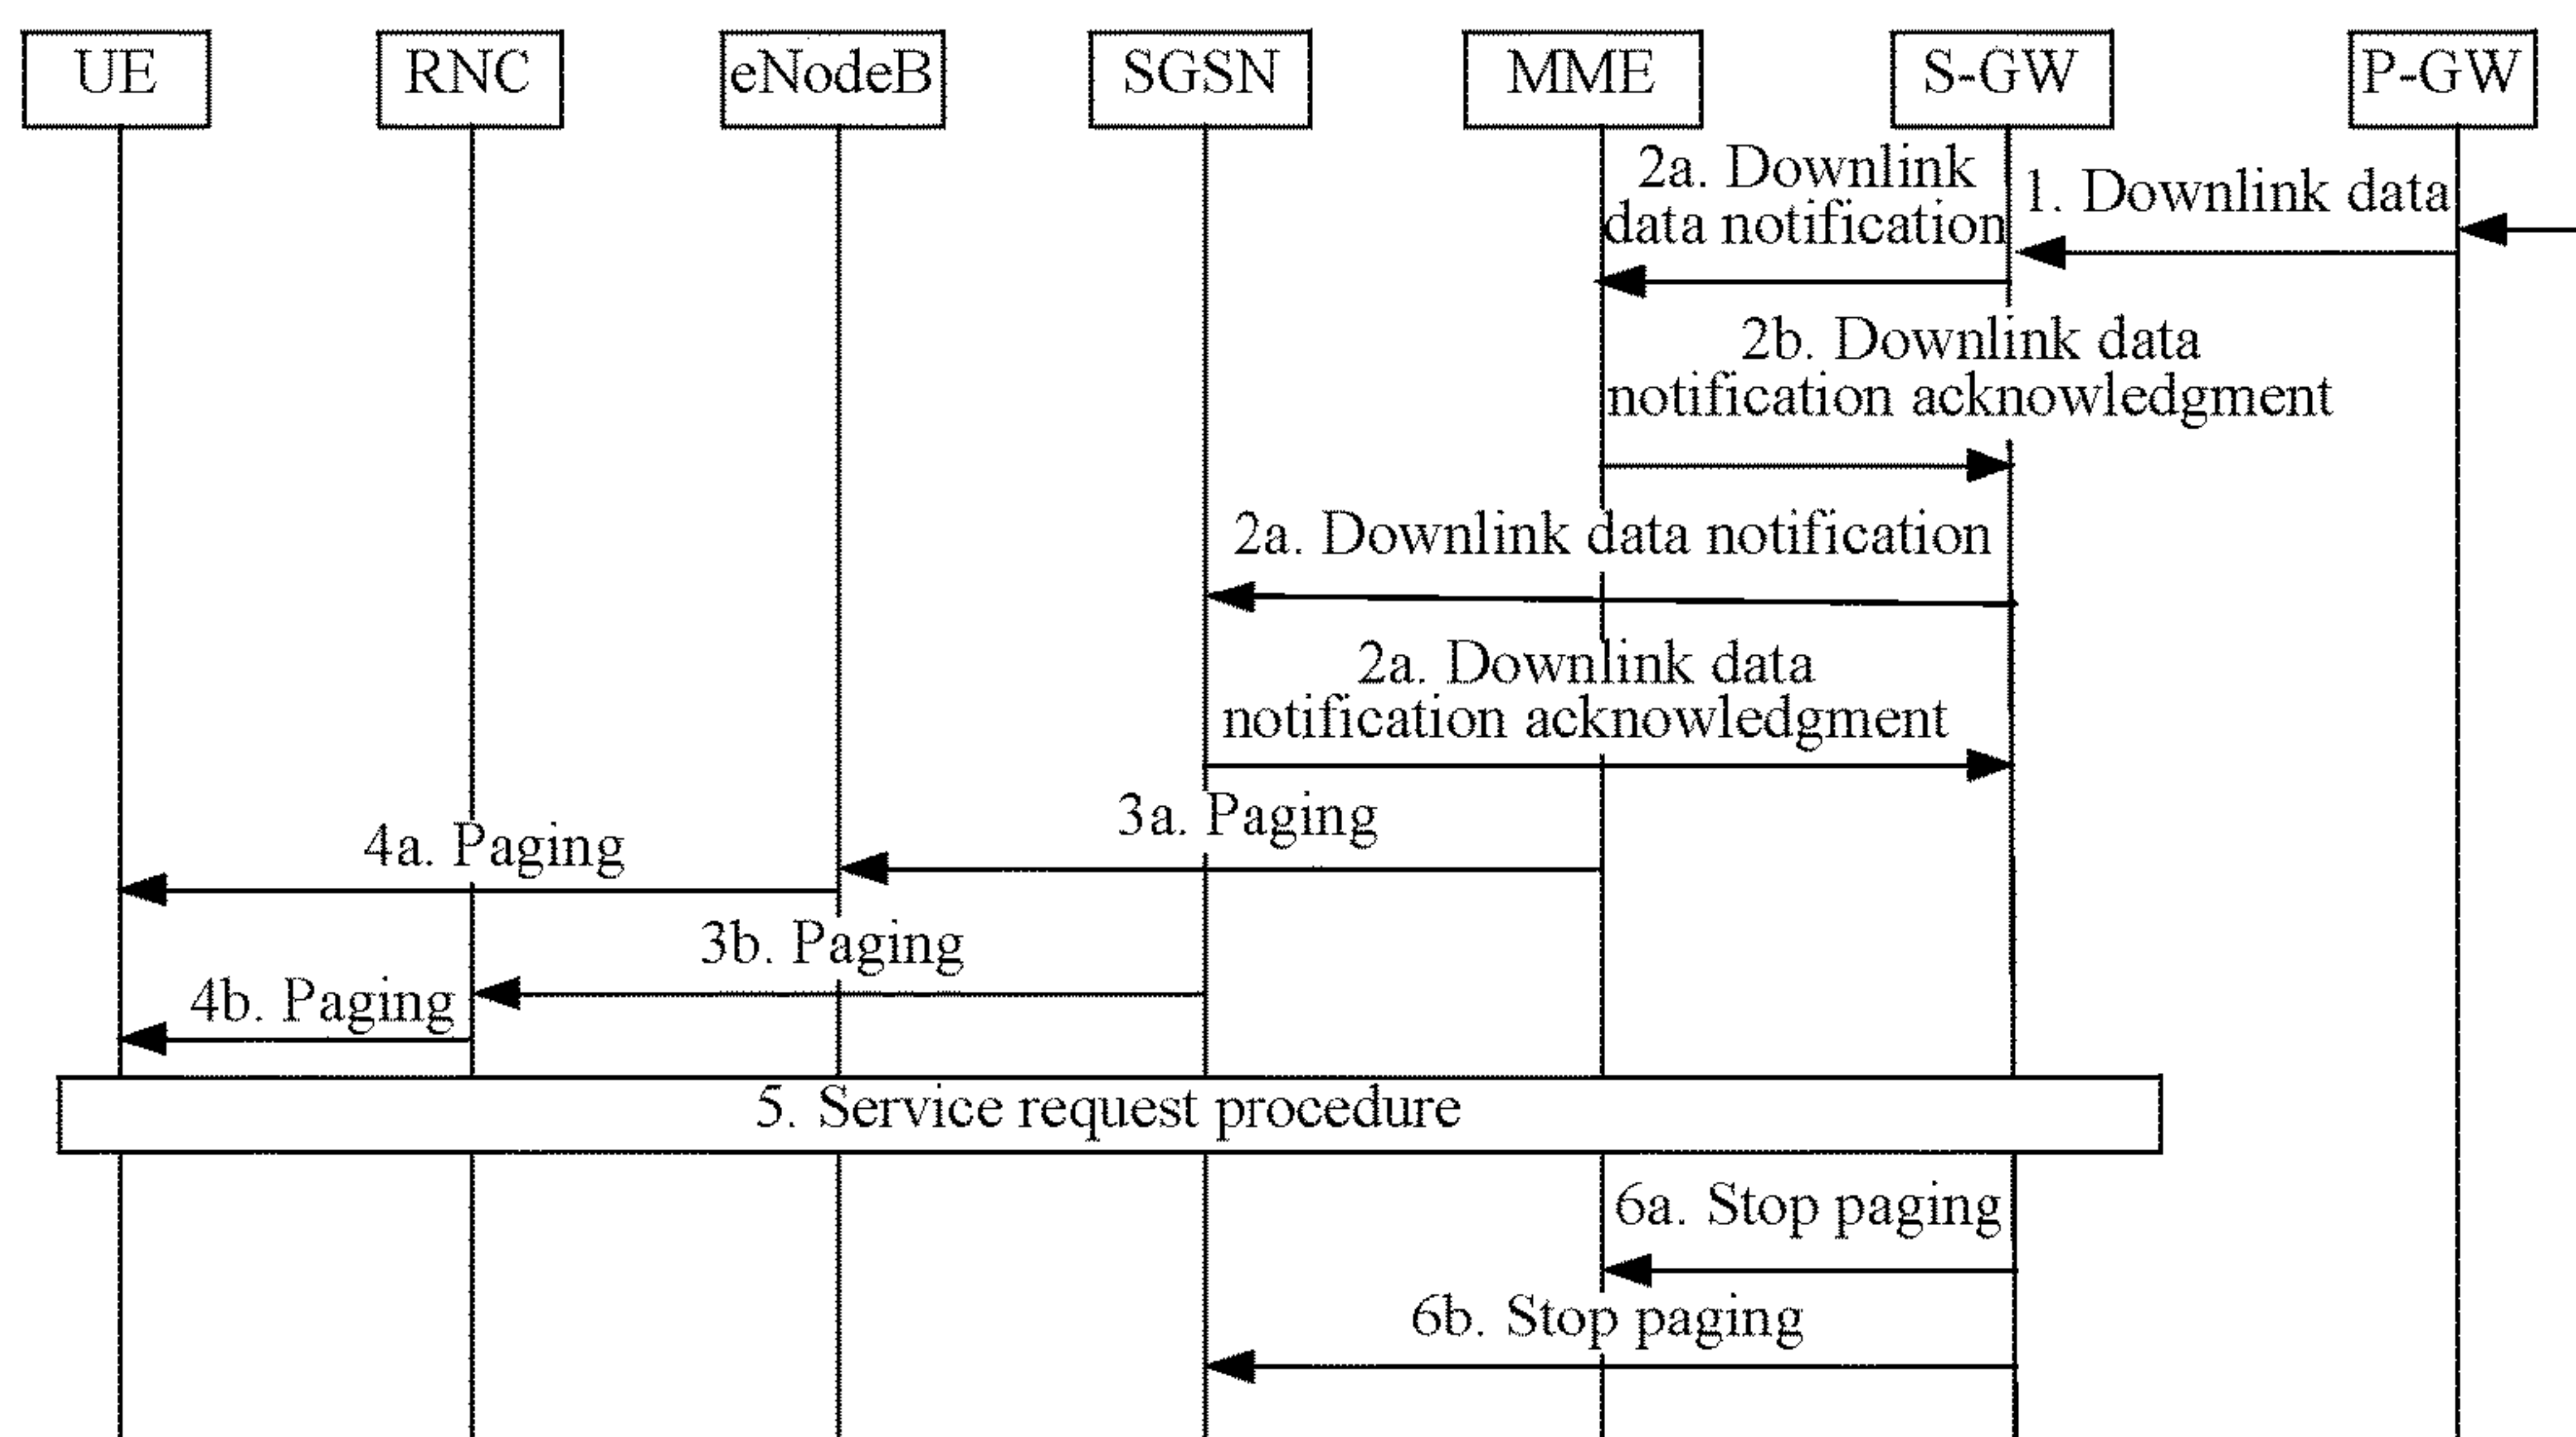 UE
RNC
eNodeB
SGSN
MME
S-GW
P-GW
2a. Downlink
data notification
1. Downlink data
2b. Downlink data
notification acknowledgment
2a. Downlink data notification
2a. Downlink data
notification acknowledgment
3a. Paging
4a. Paging
3b. Paging
4b. Paging
5. Service request procedure
6a. Stop paging
6b. Stop paging